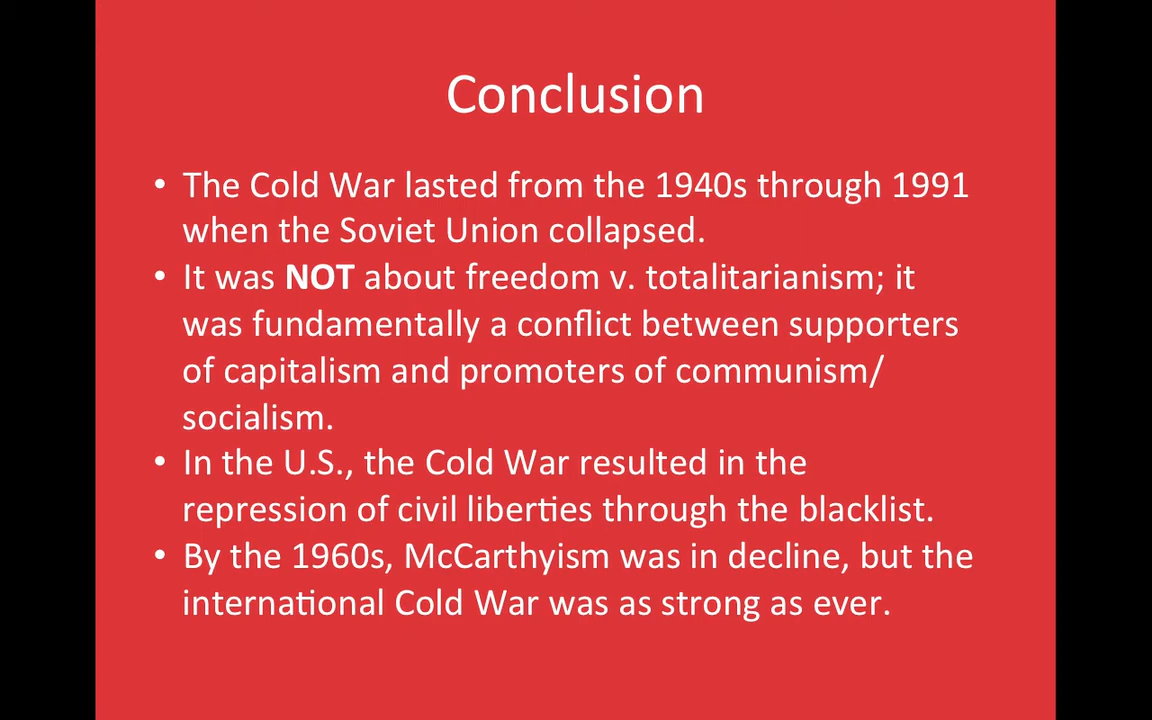 Conclusion
• The Cold War lasted from the 1940s through 1991
when the Soviet Union collapsed.
• It was NOT about freedom v. totalitarianism; it
was fundamentally a conflict between supporters
of capitalism and promoters of communism/
socialism.
• In the U.S., the Cold War resulted in the
repression of civil liberties through the blacklist.
• By the 1960s, McCarthyism was in decline, but the
international Cold War was as strong as ever.